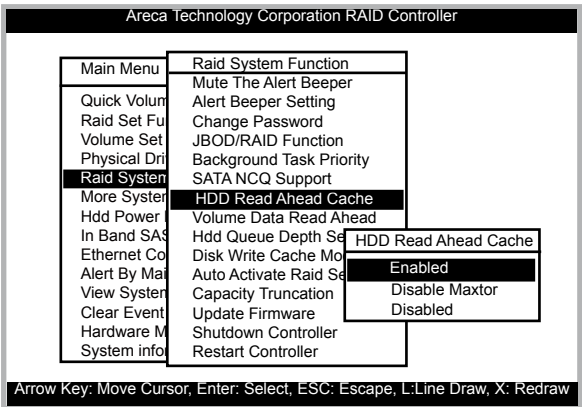 Areca Technology Corporation RAID Controller
Main Menu
Quick Volum
Raid Set Fu
Volume Set
Physical Dri
Raid System
More System
Hdd Power
In Band SAS
Ethernet Co
Alert By Mai
View System
Clear Event
Hardware M
System infor
Raid System Function
Mute The Alert Beeper
Alert Beeper Setting
Change Password
JBOD/RAID Function
Background Task Priority
SATA NCQ Support
HDD Read Ahead Cache
Volume Data Read Ahead
Hdd Queue Depth Se
Disk Write Cache Mo
Auto Activate Raid Se
Capacity Truncation
Update Firmware
Shutdown Controller
Restart Controller
HDD Read Ahead Cache
Enabled
Disable Maxtor
Disabled
Arrow Key: Move Cursor, Enter: Select, ESC: Escape, L:Line Draw, X: Redraw